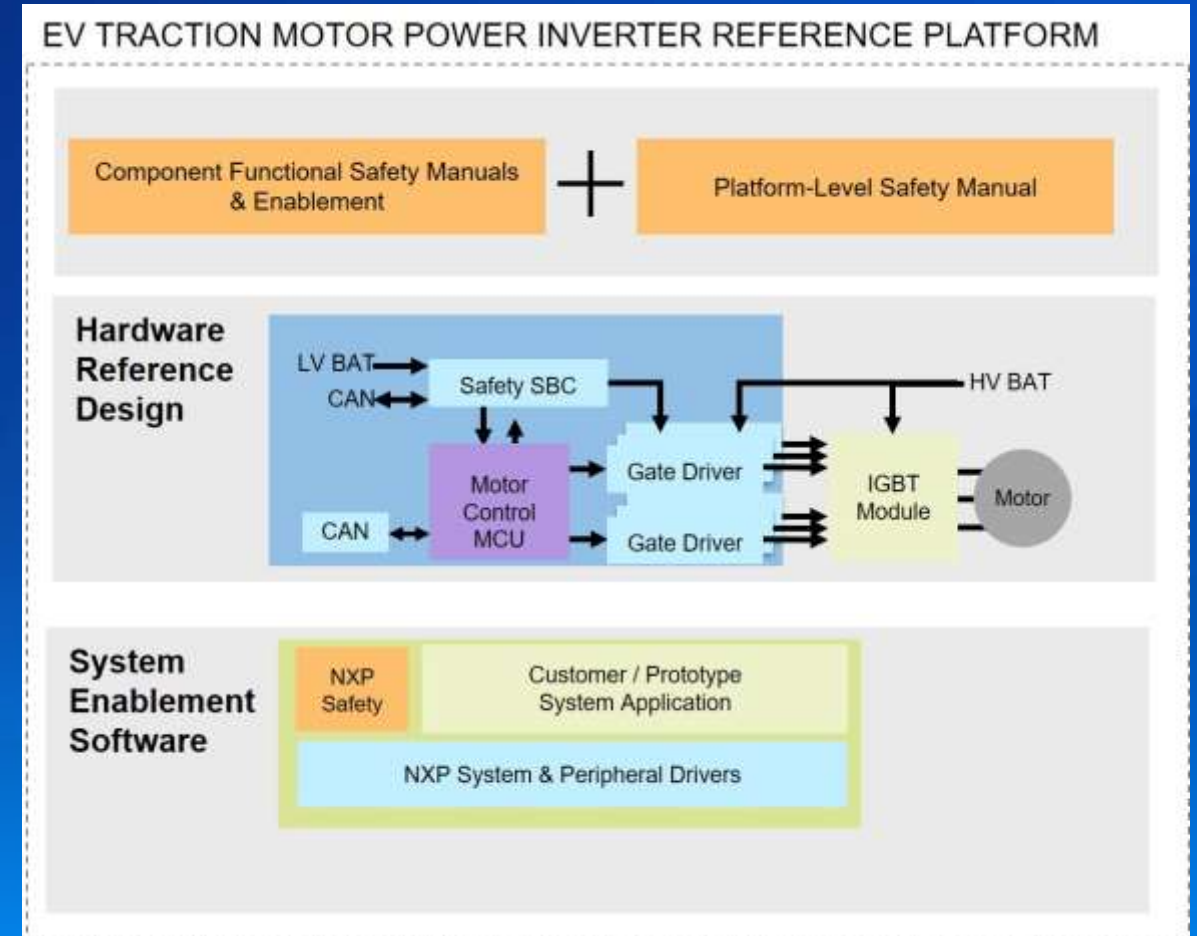 EV TRACTION MOTOR POWER INVERTER REFERENCE PLATFORM
Component Functional Safety Manuals
& Enablement
Platform-Level Safety Manual
Hardware
Reference
Design
LV BAT
CAN
Safety SBC
HV BAT
Motor
Control
MCU
Gate Driver
IGBT
Module
Motor
CAN
Gate Driver
System
Enablement
Software
NXP
Safety
Customer / Prototype
System Application
NXP System & Peripheral Drivers